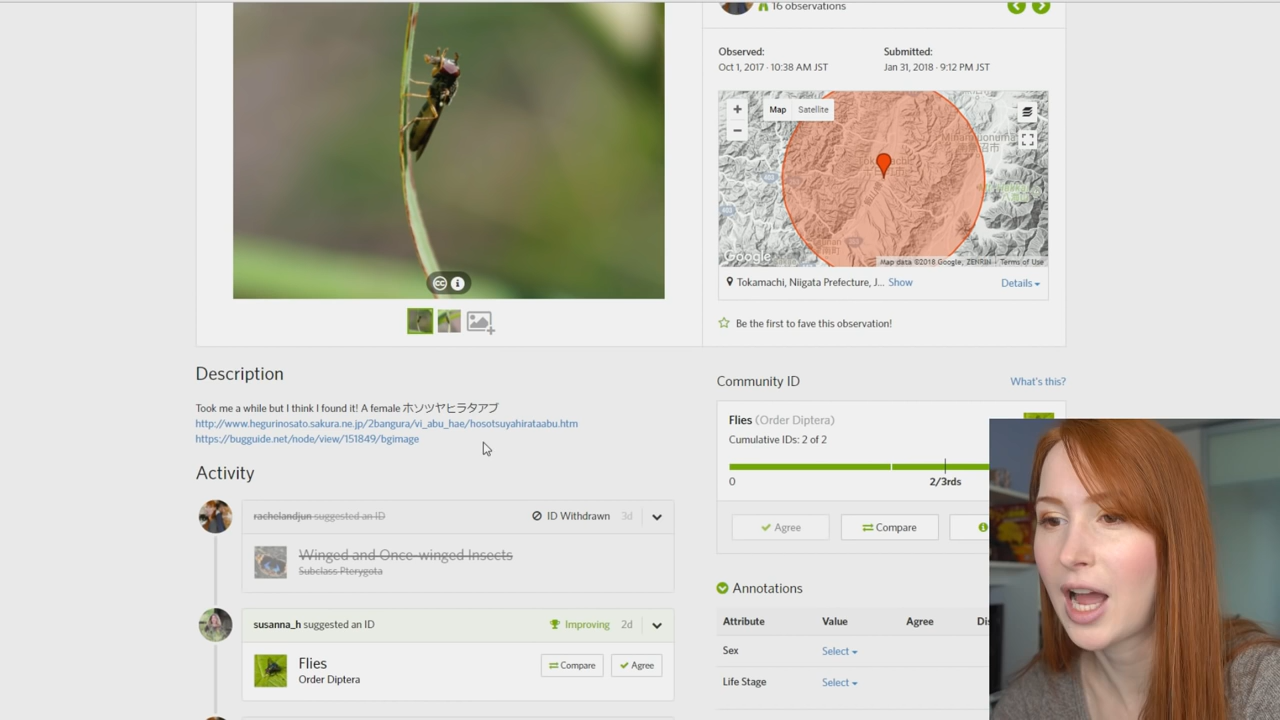 16 observations
Observed:
Submitted:
Oct 1, 2017 · 10:38 AM JST
Jan 31, 2018 · 9:12 PM JST
+
Map
Satellite
−
Google
Map data ©2018 Google, ZENRIN
Terms of Use
Tokamachi, Niigata Prefecture, J... Show
Details
Be the first to fave this observation!
Description
Took me a while but I think I found it! A female ホソツヤヒラタアブ
http://www.hegurinosato.sakura.ne.jp/2bangura/vi_abu_hae/hosotsuyahirataabu.htm
https://bugguide.net/node/view/151849/bgimage
Activity
rachelandjun suggested an ID
ID Withdrawn 3d
Winged and Once-winged Insects
Subclass Pterygota
susanna_h suggested an ID
Improving 2d
Flies
Order Diptera
Compare
Agree
Community ID
What's this?
Flies (Order Diptera)
Cumulative IDs: 2 of 2
0
2/3rds
Agree
Compare
Annotations
Attribute
Value
Agree
Sex
Select
Life Stage
Select